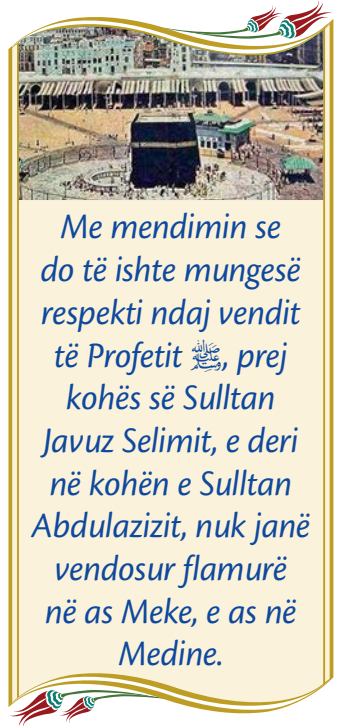 Me mendimin se
do të ishte mungesë
respekti ndaj vendit
të Profetit ﷺ, prej
kohës së Sulltan
Javuz Selimit, e deri
në kohën e Sulltan
Abdulazizit, nuk janë
vendosur flamurë
në as Meke, e as në
Medine.